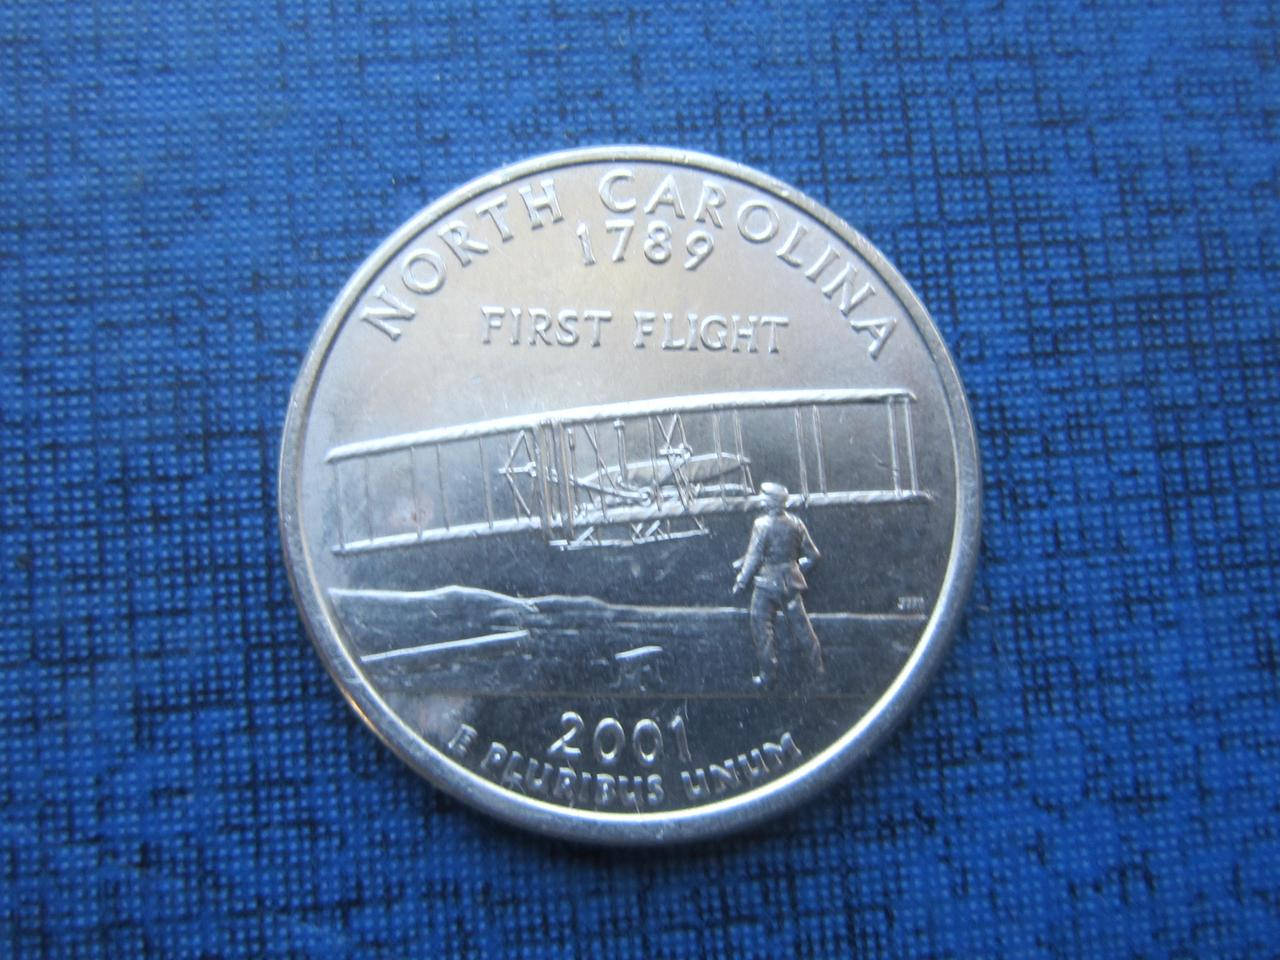 NORTH CAROLINA
1789
FIRST FLIGHT
2001
E PLURIBUS UNUM